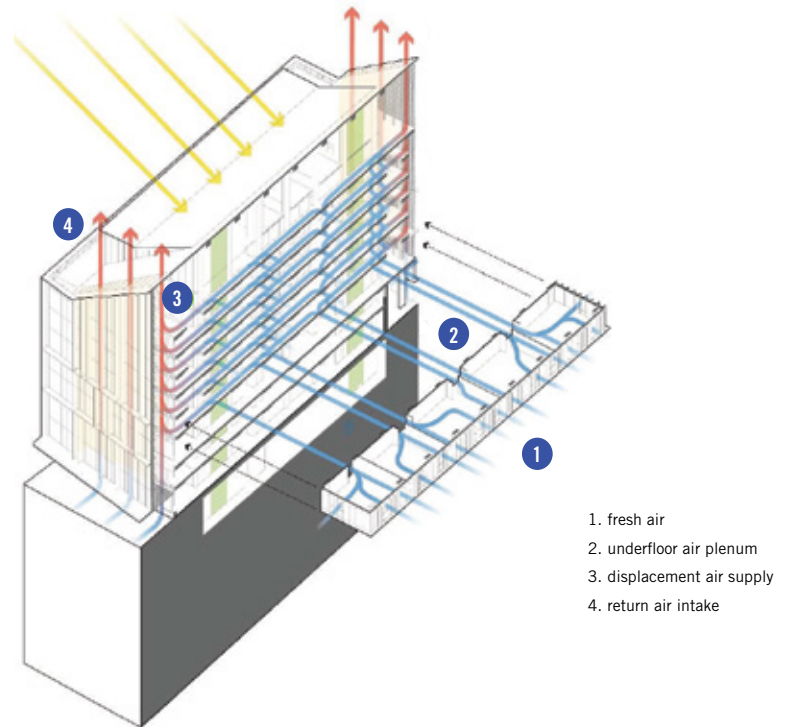 4
3
2
1
1. fresh air
2. underfloor air plenum
3. displacement air supply
4. return air intake